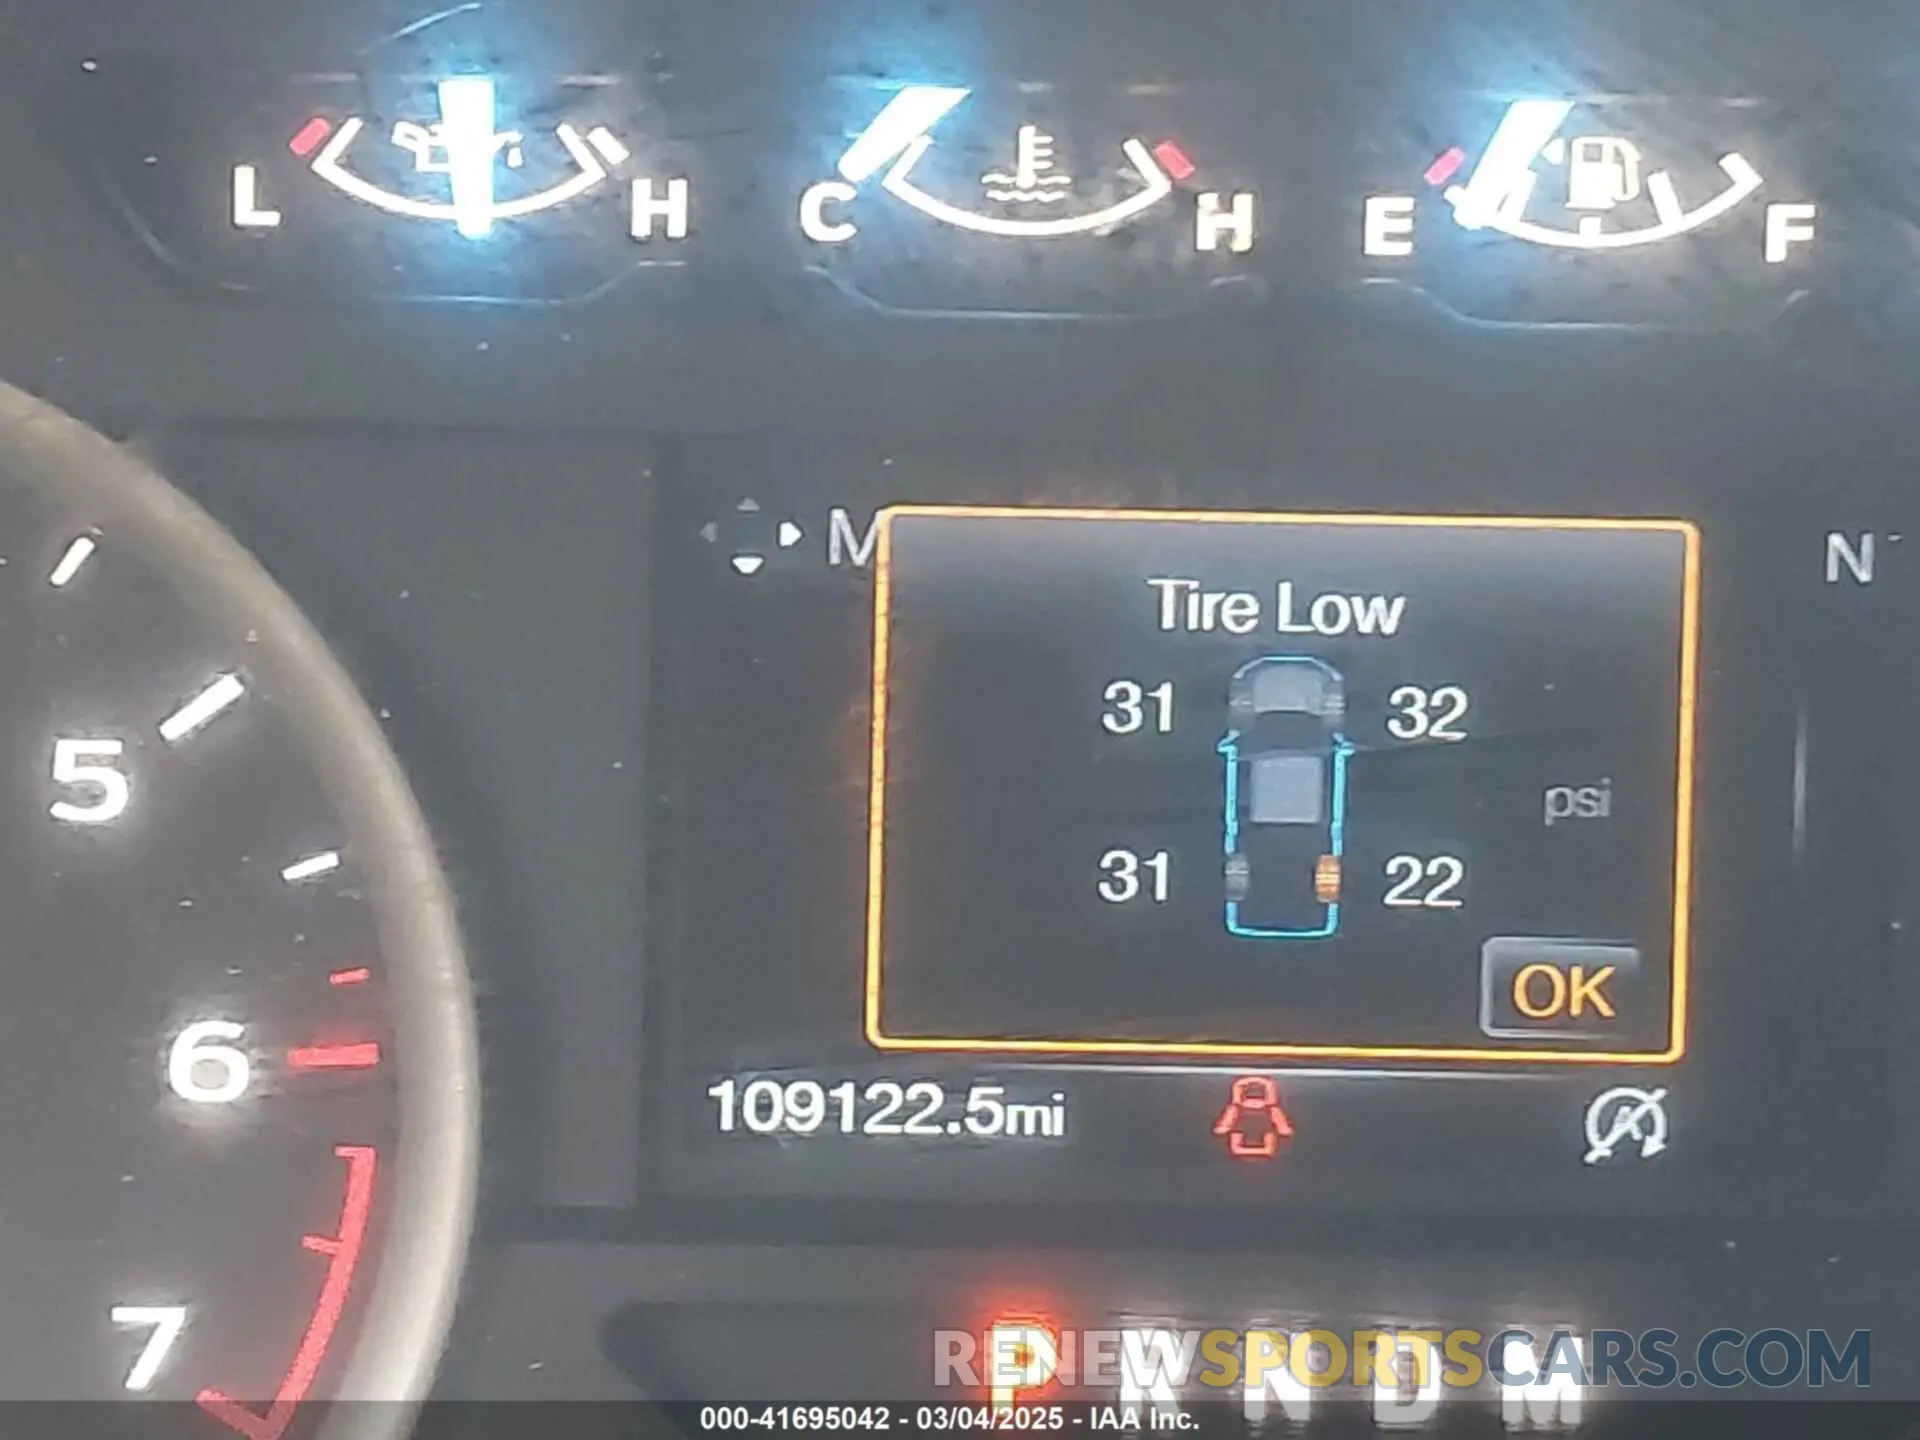 L H C H E F
M
N
Tire Low
31 32
psi
31 22
OK
5
6
7
109122.5mi
P R N D M
RENEWSPORTSCARS.COM
000-41695042 - 03/04/2025 - IAA Inc.